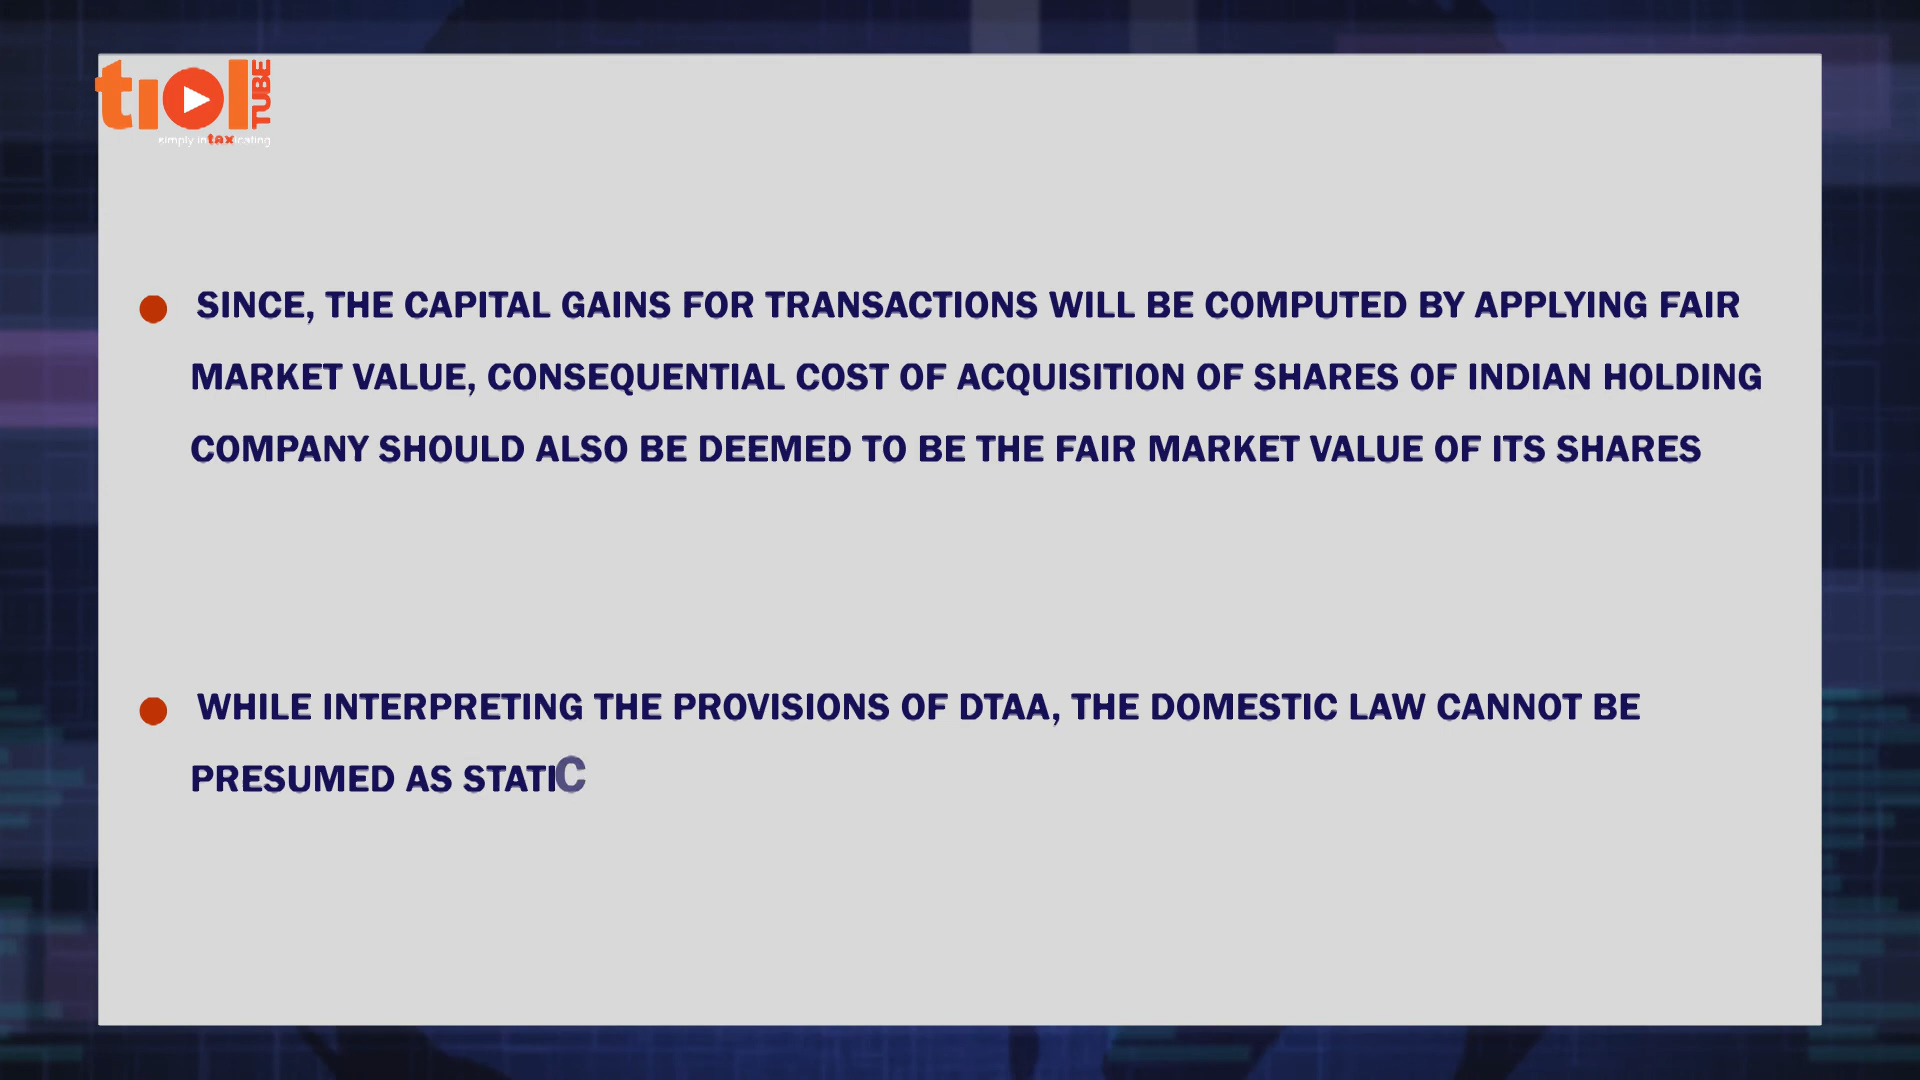 tiol TUBE
simply intaxicating
SINCE, THE CAPITAL GAINS FOR TRANSACTIONS WILL BE COMPUTED BY APPLYING FAIR
MARKET VALUE, CONSEQUENTIAL COST OF ACQUISITION OF SHARES OF INDIAN HOLDING
COMPANY SHOULD ALSO BE DEEMED TO BE THE FAIR MARKET VALUE OF ITS SHARES
WHILE INTERPRETING THE PROVISIONS OF DTAA, THE DOMESTIC LAW CANNOT BE
PRESUMED AS STATIC